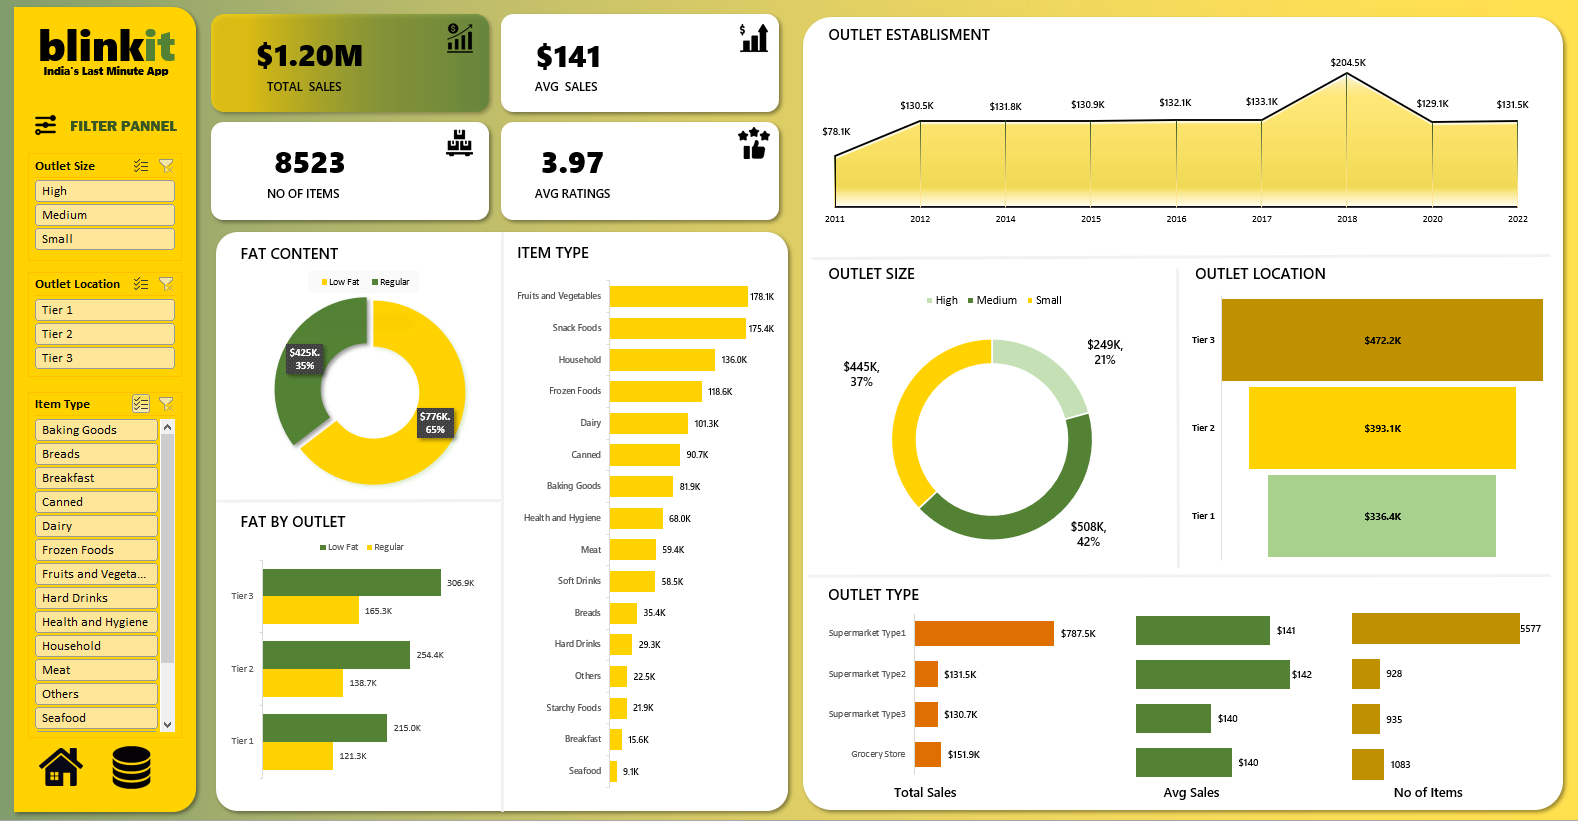 blinkit
India's Last Minute App
FILTER PANNEL
Outlet Size
High
Medium
Small
Outlet Location
Tier 1
Tier 2
Tier 3
Item Type
Baking Goods
Breads
Breakfast
Canned
Dairy
Frozen Foods
Fruits and Vegeta...
Hard Drinks
Health and Hygiene
Household
Meat
Others
Seafood
$1.20M
TOTAL SALES
$
$141
AVG SALES
$
8523
NO OF ITEMS
3.97
AVG RATINGS
FAT CONTENT
Low Fat Regular
$425K, 35%
$776K, 65%
FAT BY OUTLET
Low Fat Regular
Tier 3 306.9K
165.3K
Tier 2 254.4K
138.7K
Tier 1 215.0K
121.3K
ITEM TYPE
Fruits and Vegetables 178.1K
Snack Foods 175.4K
Household 136.0K
Frozen Foods 118.6K
Dairy 101.3K
Canned 90.7K
Baking Goods 81.9K
Health and Hygiene 68.0K
Meat 59.4K
Soft Drinks 58.5K
Breads 35.4K
Hard Drinks 29.3K
Others 22.5K
Starchy Foods 21.9K
Breakfast 15.6K
Seafood 9.1K
OUTLET ESTABLISMENT
$78.1K $130.5K $131.8K $130.9K $132.1K $133.1K $204.5K $129.1K $131.5K
2011 2012 2014 2015 2016 2017 2018 2020 2022
OUTLET SIZE
High Medium Small
$249K,
21%
$445K,
37%
$508K,
42%
OUTLET LOCATION
Tier 3 $472.2K
Tier 2 $393.1K
Tier 1 $336.4K
OUTLET TYPE
Supermarket Type1 $787.5K $141 5577
Supermarket Type2 $131.5K $142 928
Supermarket Type3 $130.7K $140 935
Grocery Store $151.9K $140 1083
Total Sales Avg Sales No of Items